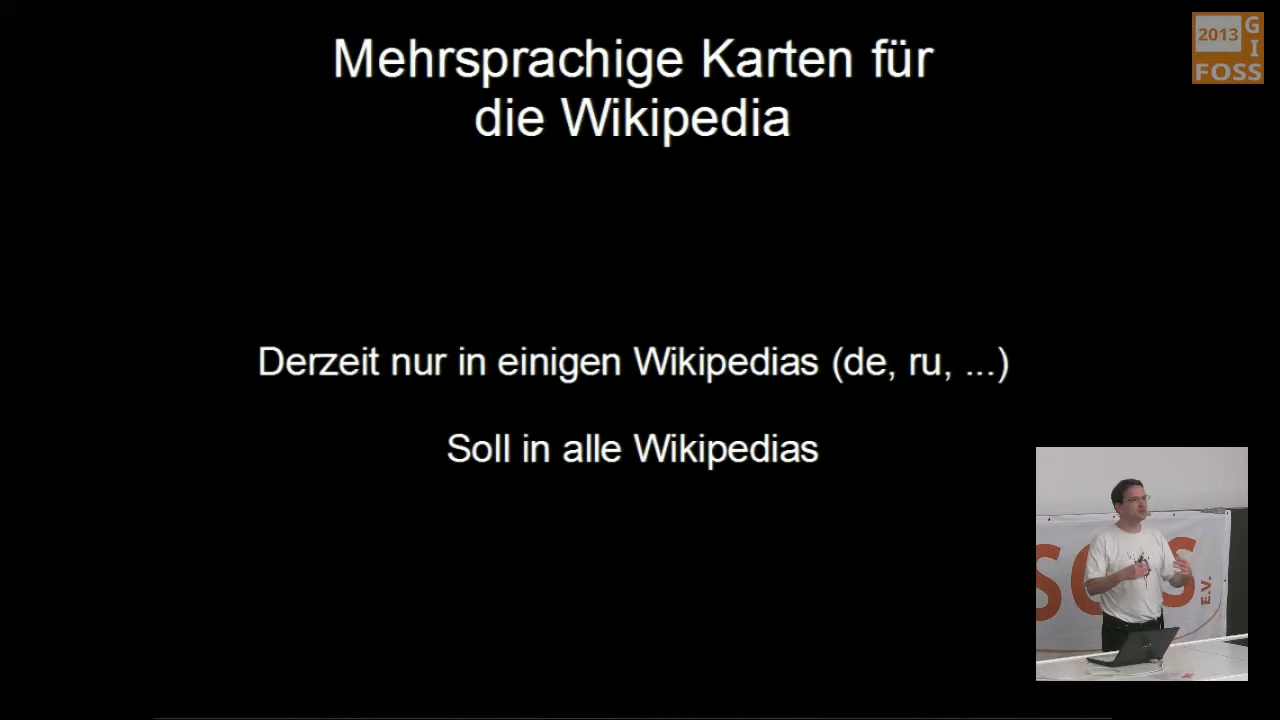 Mehrsprachige Karten für
die Wikipedia
2013
G
I
FOSS
Derzeit nur in einigen Wikipedias (de, ru, ...)
Soll in alle Wikipedias
E.V.